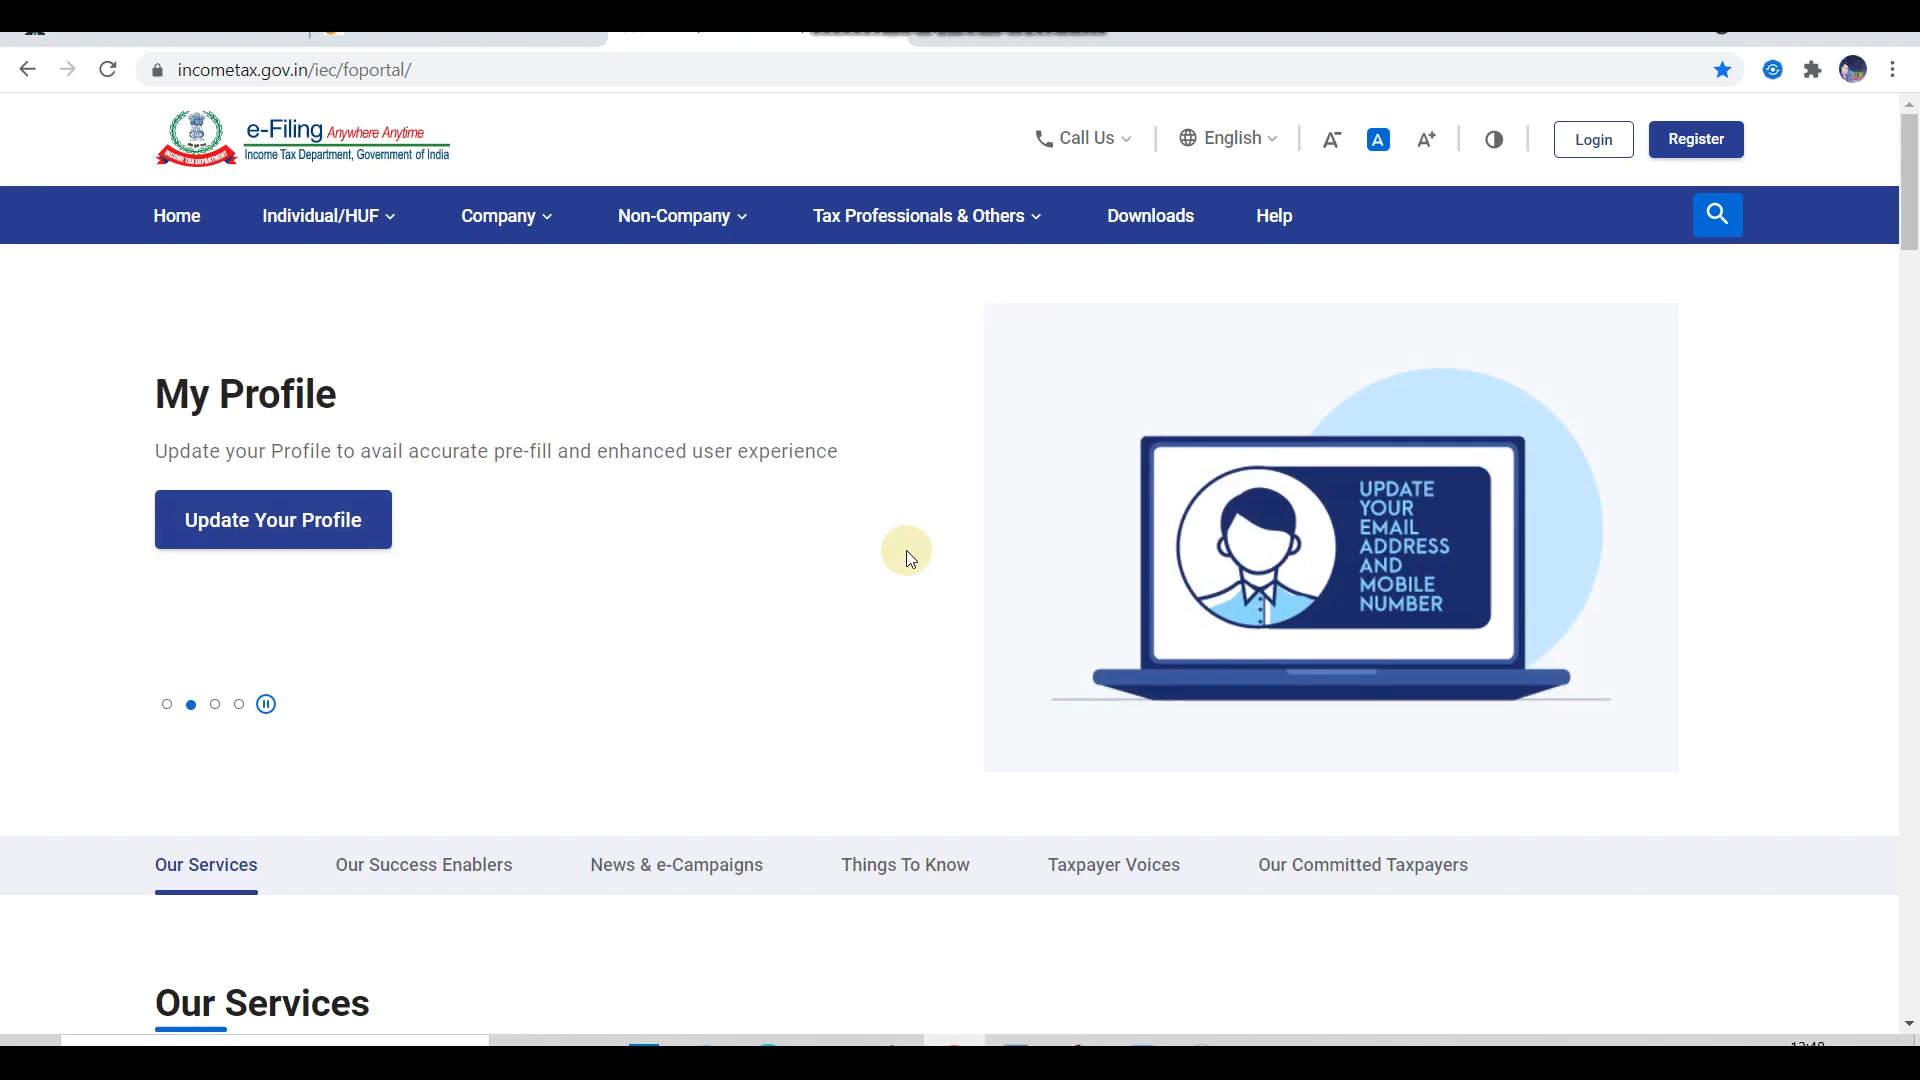 incometax.gov.in/iec/foportal/
e-Filing Anywhere Anytime
Income Tax Department, Government of India
INCOME TAX DEPARTMENT
Call Us
English
A-
A
A+
Login
Register
Home
Individual/HUF
Company
Non-Company
Tax Professionals & Others
Downloads
Help
My Profile
Update your Profile to avail accurate pre-fill and enhanced user experience
Update Your Profile
UPDATE
YOUR
EMAIL
ADDRESS
AND
MOBILE
NUMBER
Our Services
Our Success Enablers
News & e-Campaigns
Things To Know
Taxpayer Voices
Our Committed Taxpayers
Our Services